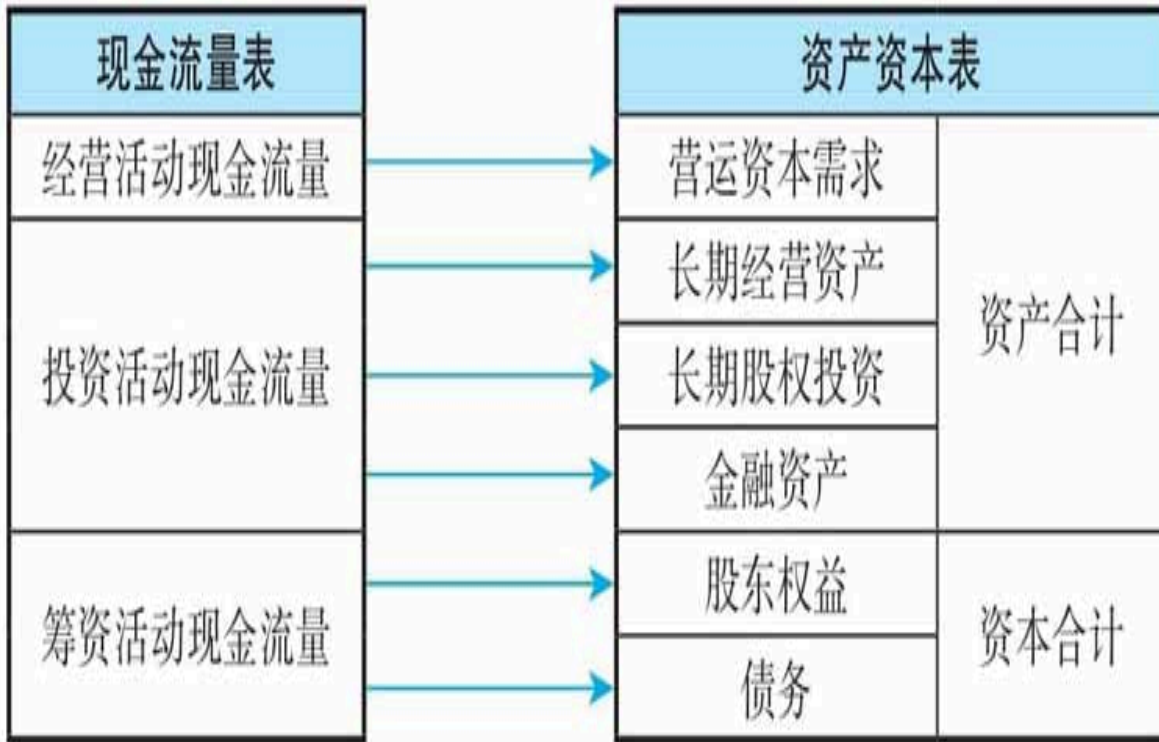 现金流量表
经营活动现金流量
投资活动现金流量
筹资活动现金流量
资产资本表
营运资本需求
长期经营资产
长期股权投资
金融资产
资产合计
股东权益
债务
资本合计